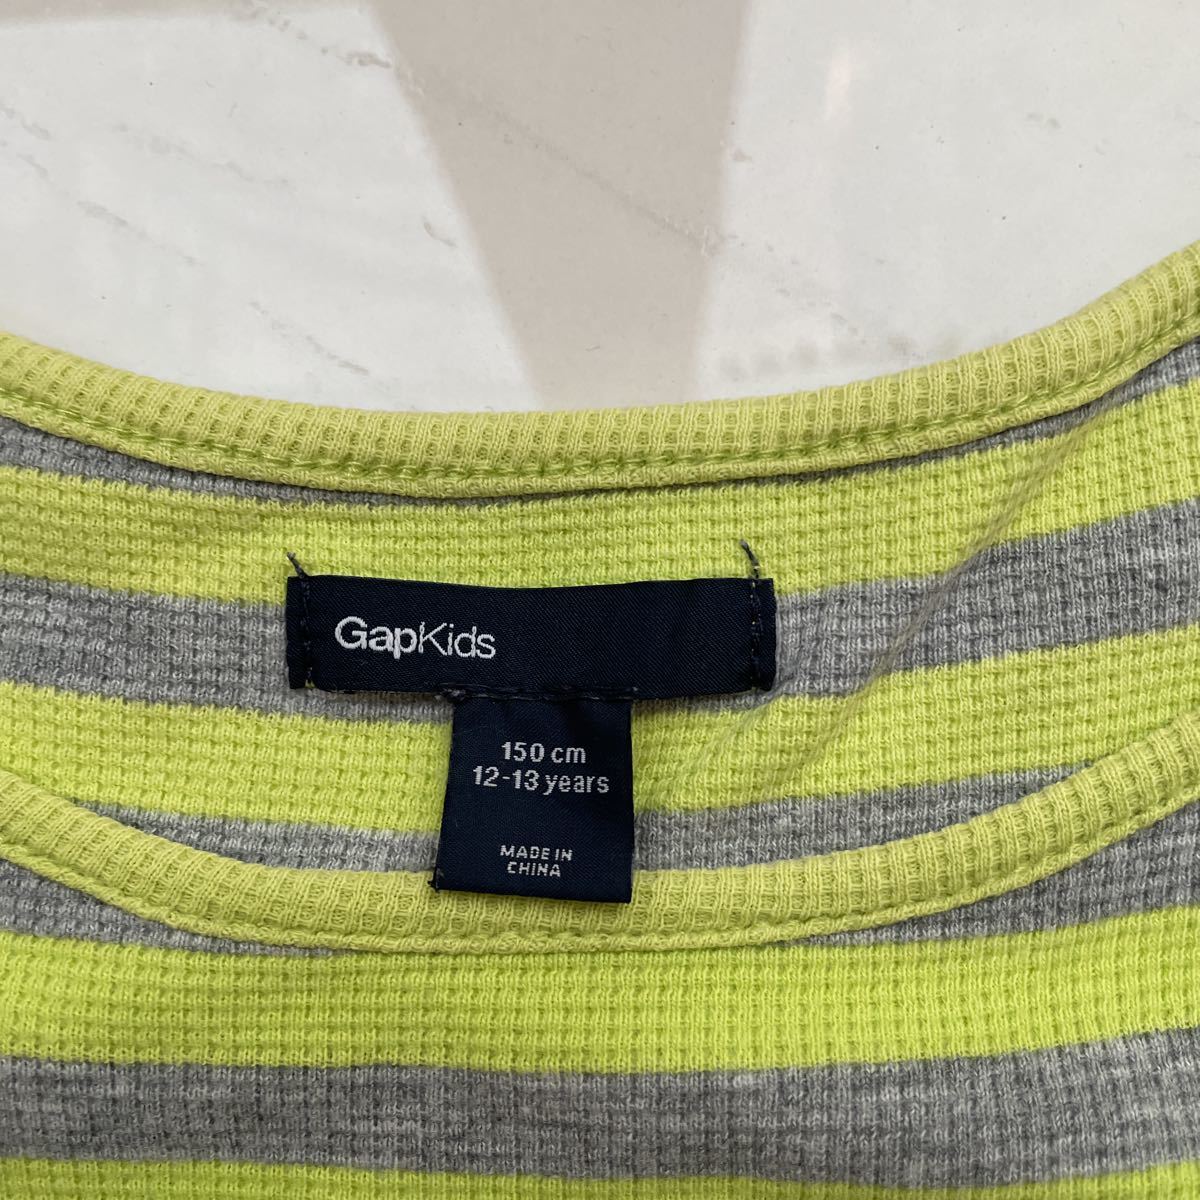 GapKids
150 cm
12-13 years
MADE IN
CHINA